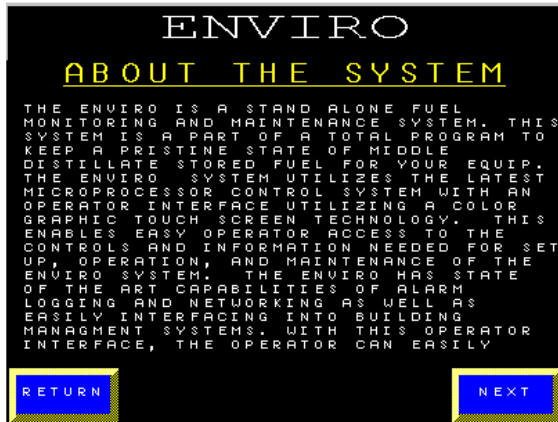 ENVIRO
ABOUT THE SYSTEM
THE ENVIRO IS A STAND ALONE FUEL
MONITORING AND MAINTENANCE SYSTEM. THIS
SYSTEM IS A PART OF A TOTAL PROGRAM TO
KEEP A PRISTINE STATE OF MIDDLE
DISTILLATE STORED FUEL FOR YOUR EQUIP.
THE ENVIRO SYSTEM UTILIZES THE LATEST
MICROPROCESSOR CONTROL SYSTEM WITH AN
OPERATOR INTERFACE UTILIZING A COLOR
GRAPHIC TOUCH SCREEN TECHNOLOGY. THIS
ENABLES EASY OPERATOR ACCESS TO THE
CONTROLS AND INFORMATION NEEDED FOR SET
UP, OPERATION, AND MAINTENANCE OF THE
ENVIRO SYSTEM. THE ENVIRO HAS STATE
OF THE ART CAPABILITIES OF ALARM
LOGGING AND NETWORKING AS WELL AS
EASILY INTERFACING INTO BUILDING
MANAGMENT SYSTEMS. WITH THIS OPERATOR
INTERFACE, THE OPERATOR CAN EASILY
RETURN
NEXT